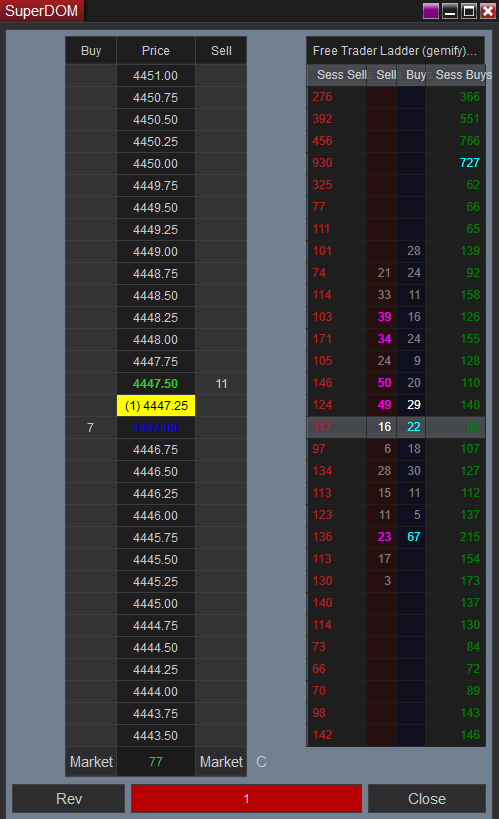 SuperDOM
Buy Price Sell Free Trader Ladder (gemify)...
4451.00 Sess Sell Sell Buy Sess Buys
4450.75 276 366
4450.50 392 551
4450.25 456 766
4450.00 930 727
4449.75 325 62
4449.50 77 66
4449.25 111 65
4449.00 101 28 139
4448.75 74 21 24 92
4448.50 114 33 11 158
4448.25 103 39 16 126
4448.00 171 34 24 155
4447.75 105 24 9 128
4447.50 11 146 50 20 110
(1) 4447.25 124 49 29 140
7 4447.00 117 16 22
4446.75 97 6 18 107
4446.50 134 28 30 127
4446.25 113 15 11 112
4446.00 123 11 5 137
4445.75 136 23 67 215
4445.50 113 17 154
4445.25 130 3 173
4445.00 140 137
4444.75 114 130
4444.50 73 84
4444.25 66 72
4444.00 70 89
4443.75 98 143
4443.50 142 146
Market 77 Market C
Rev 1 Close